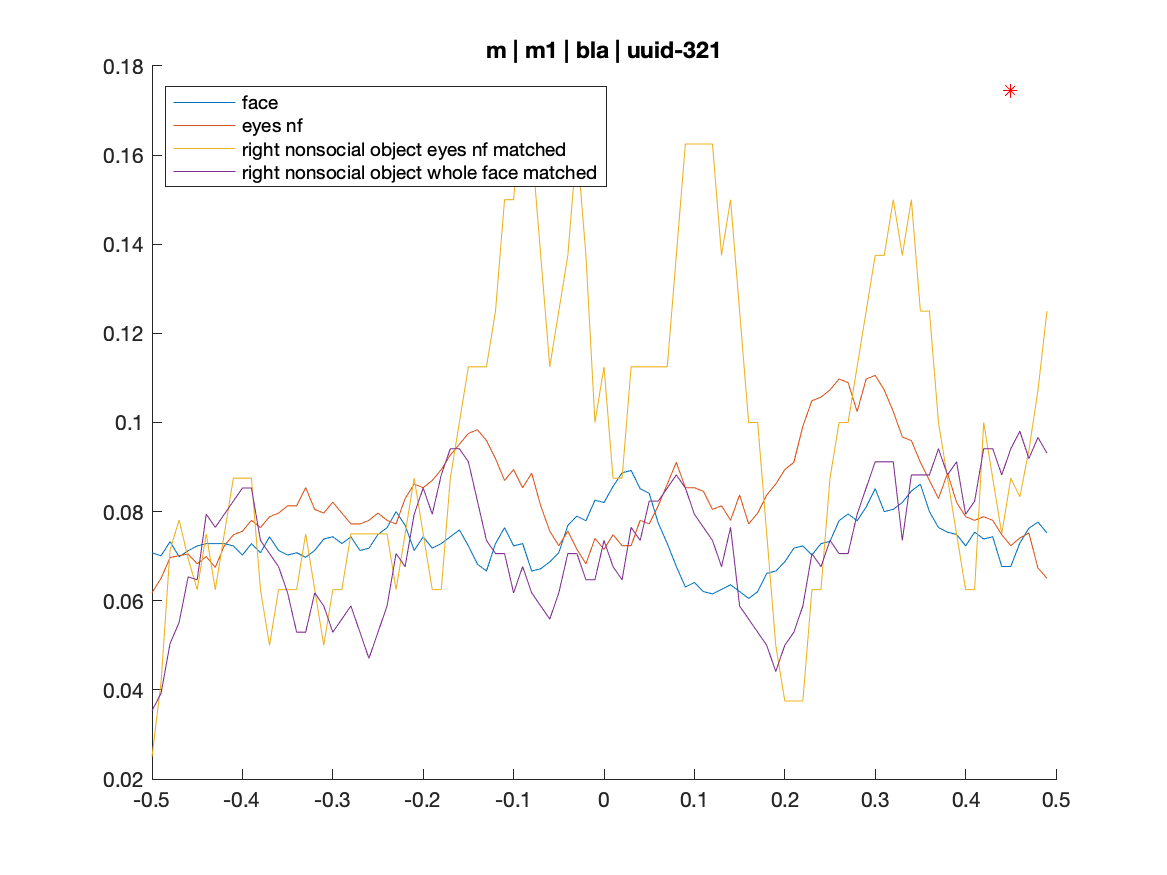 m | m1 | bla | uuid-321
0.18
0.16
0.14
0.12
0.1
0.08
0.06
0.04
0.02
face
eyes nf
right nonsocial object eyes nf matched
right nonsocial object whole face matched
-0.5 -0.4 -0.3 -0.2 -0.1 0 0.1 0.2 0.3 0.4 0.5